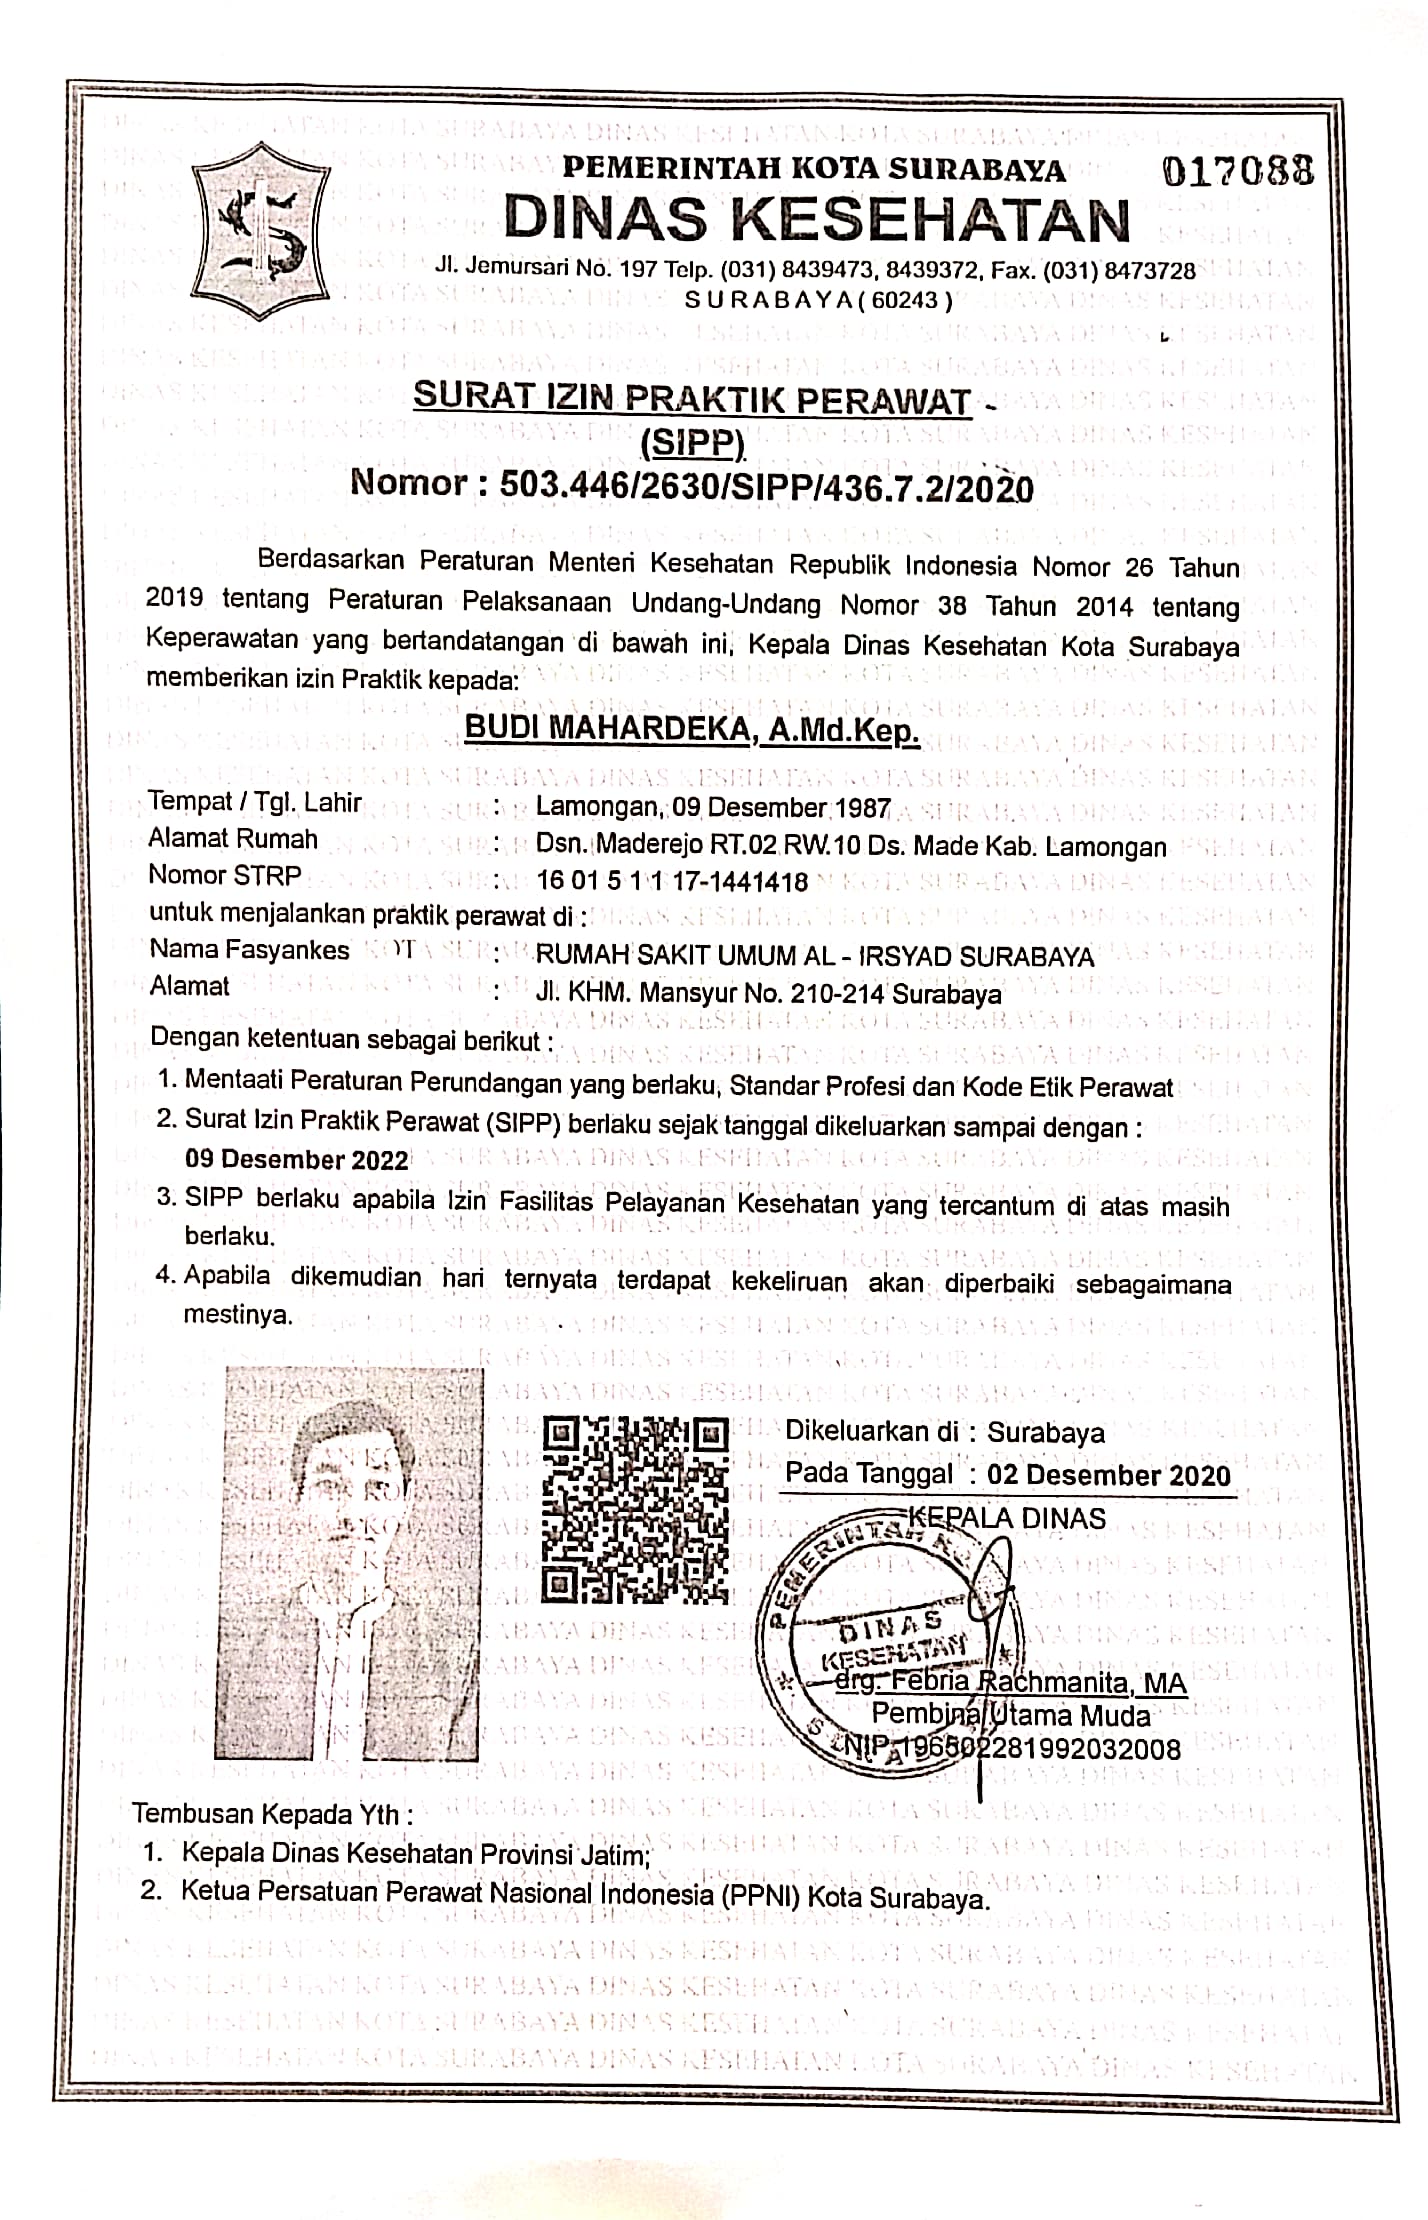 PEMERINTAH KOTA SURABAYA
017088
DINAS KESEHATAN
Jl. Jemursari No. 197 Telp. (031) 8439473, 8439372, Fax. (031) 8473728
S U R A B A Y A ( 60243 )
SURAT IZIN PRAKTIK PERAWAT -
(SIPP)
Nomor : 503.446/2630/SIPP/436.7.2/2020
Berdasarkan Peraturan Menteri Kesehatan Republik Indonesia Nomor 26 Tahun
2019 tentang Peraturan Pelaksanaan Undang-Undang Nomor 38 Tahun 2014 tentang
Keperawatan yang bertandatangan di bawah ini, Kepala Dinas Kesehatan Kota Surabaya
memberikan izin Praktik kepada:
BUDI MAHARDEKA, A.Md.Kep.
Tempat / Tgl. Lahir : Lamongan, 09 Desember 1987
Alamat Rumah : Dsn. Maderejo RT.02 RW.10 Ds. Made Kab. Lamongan
Nomor STRP : 16 01 5 1 1 17-1441418
untuk menjalankan praktik perawat di :
Nama Fasyankes : RUMAH SAKIT UMUM AL - IRSYAD SURABAYA
Alamat : Jl. KHM. Mansyur No. 210-214 Surabaya
Dengan ketentuan sebagai berikut :
1. Mentaati Peraturan Perundangan yang berlaku, Standar Profesi dan Kode Etik Perawat
2. Surat Izin Praktik Perawat (SIPP) berlaku sejak tanggal dikeluarkan sampai dengan :
09 Desember 2022
3. SIPP berlaku apabila Izin Fasilitas Pelayanan Kesehatan yang tercantum di atas masih
berlaku.
4. Apabila dikemudian hari ternyata terdapat kekeliruan akan diperbaiki sebagaimana
mestinya.
Dikeluarkan di : Surabaya
Pada Tanggal : 02 Desember 2020
KEPALA DINAS
PEMERINTAH
DINAS
KESEHATAN
drg. Febria Rachmanita, MA
Pembina Utama Muda
NIP 196502281992032008
Tembusan Kepada Yth :
1. Kepala Dinas Kesehatan Provinsi Jatim;
2. Ketua Persatuan Perawat Nasional Indonesia (PPNI) Kota Surabaya.